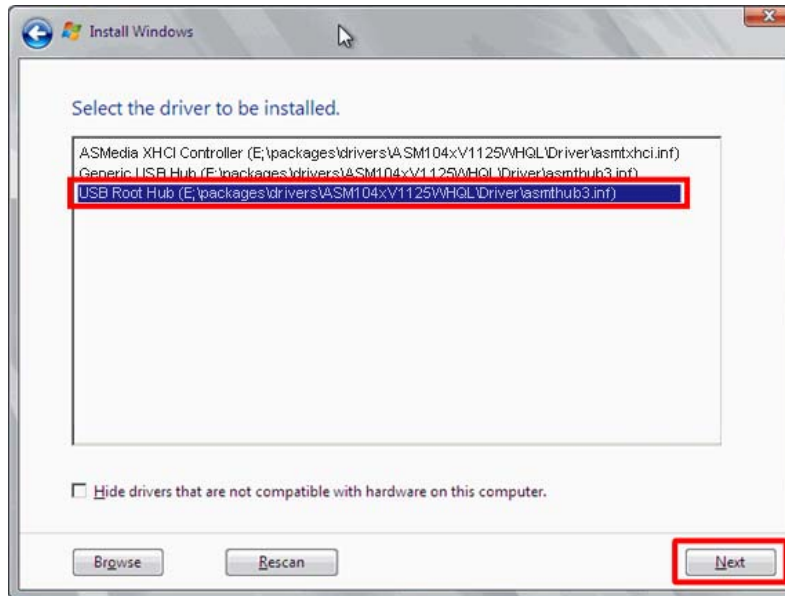 Install Windows
Select the driver to be installed.
ASMedia XHCI Controller (E;\packages\drivers\ASM104xV1125WHQL\Driver\asmtxhci.inf)
Generic USB Hub (E;\packages\drivers\ASM104xV1125WHQL\Driver\asmthub3.inf)
USB Root Hub (E;\packages\drivers\ASM104xV1125WHQL\Driver\asmthub3.inf)
Hide drivers that are not compatible with hardware on this computer.
Browse Rescan Next